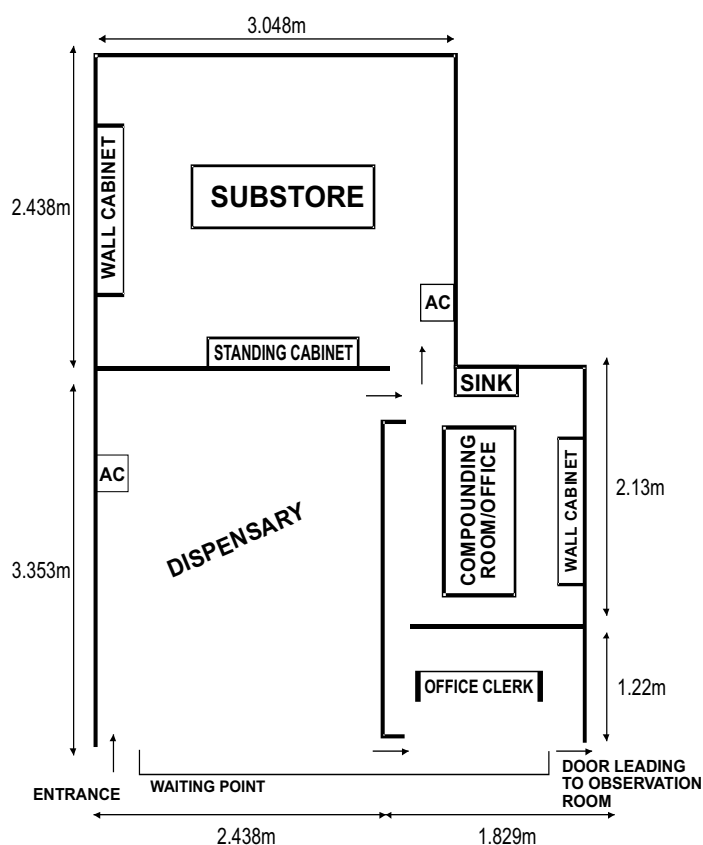 3.048m
WALL CABINET
SUBSTORE
2.438m
AC
STANDING CABINET
SINK
AC
DISPENSARY
COMPOUNDING
ROOM/OFFICE
WALL CABINET
2.13m
3.353m
OFFICE CLERK
1.22m
ENTRANCE
WAITING POINT
DOOR LEADING
TO OBSERVATION
ROOM
2.438m
1.829m